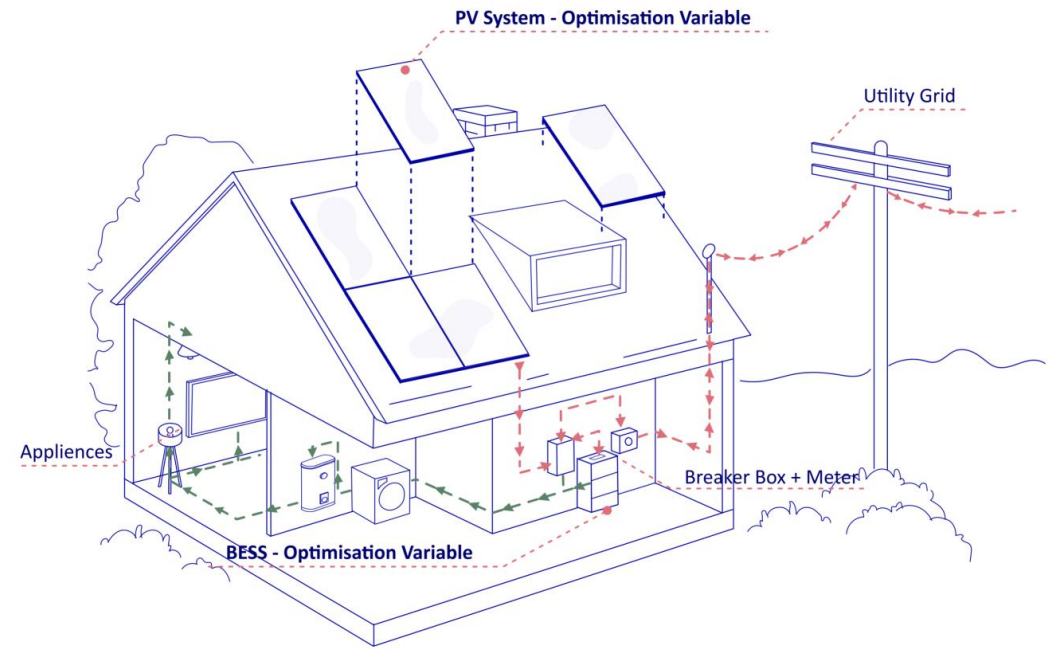 PV System - Optimisation Variable
Utility Grid
Appliences
Breaker Box + Meter
BESS - Optimisation Variable